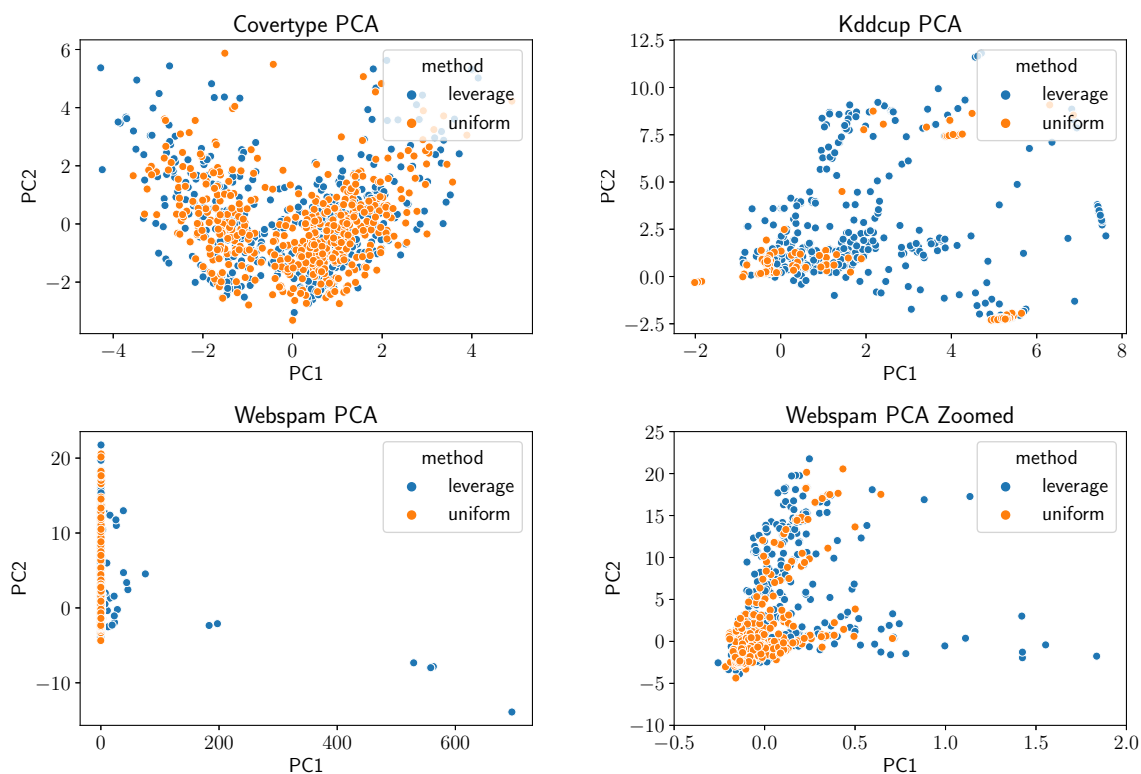 Covertype PCA
method
leverage
uniform
6
4
2
0
−2
PC2
−4
−2
0
2
4
PC1
Kddcup PCA
method
leverage
uniform
12.5
10.0
7.5
5.0
2.5
0.0
−2.5
PC2
−2
0
2
4
6
8
PC1
Webspam PCA
method
leverage
uniform
20
10
0
−10
PC2
0
200
400
600
PC1
Webspam PCA Zoomed
method
leverage
uniform
25
20
15
10
5
0
−5
−10
PC2
−0.5
0.0
0.5
1.0
1.5
2.0
PC1